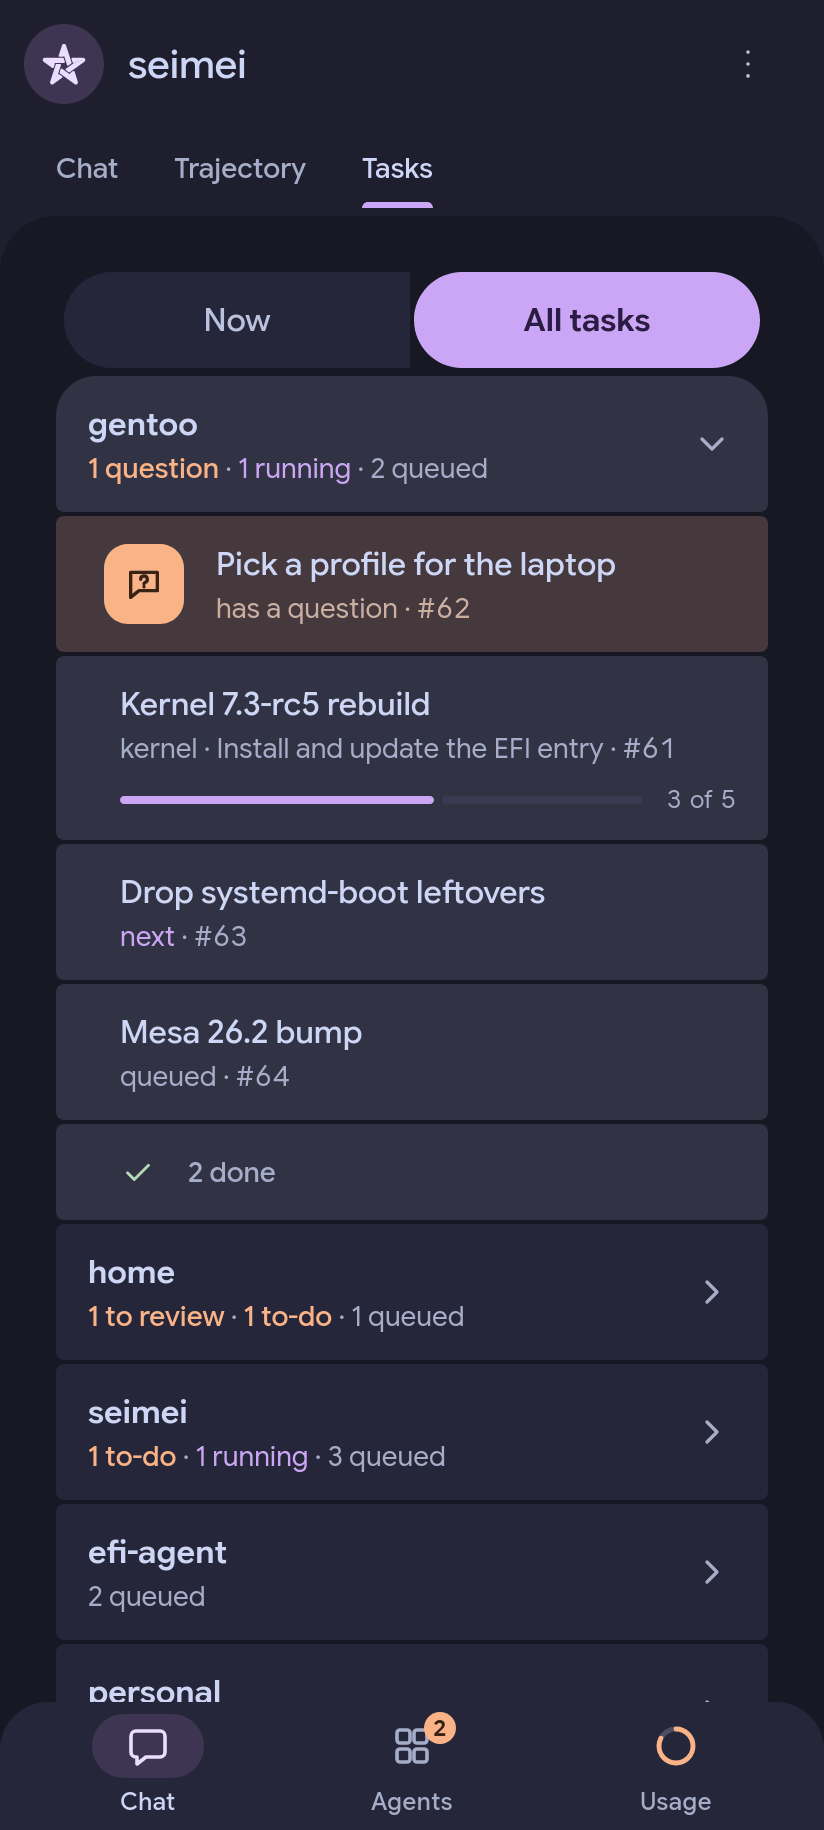 seimei
Chat
Trajectory
Tasks
Now
All tasks
gentoo
1 question · 1 running · 2 queued
Pick a profile for the laptop
has a question · #62
Kernel 7.3-rc5 rebuild
kernel · Install and update the EFI entry · #61
3 of 5
Drop systemd-boot leftovers
next · #63
Mesa 26.2 bump
queued · #64
2 done
home
1 to review · 1 to-do · 1 queued
seimei
1 to-do · 1 running · 3 queued
efi-agent
2 queued
personal
2
Chat
Agents
Usage